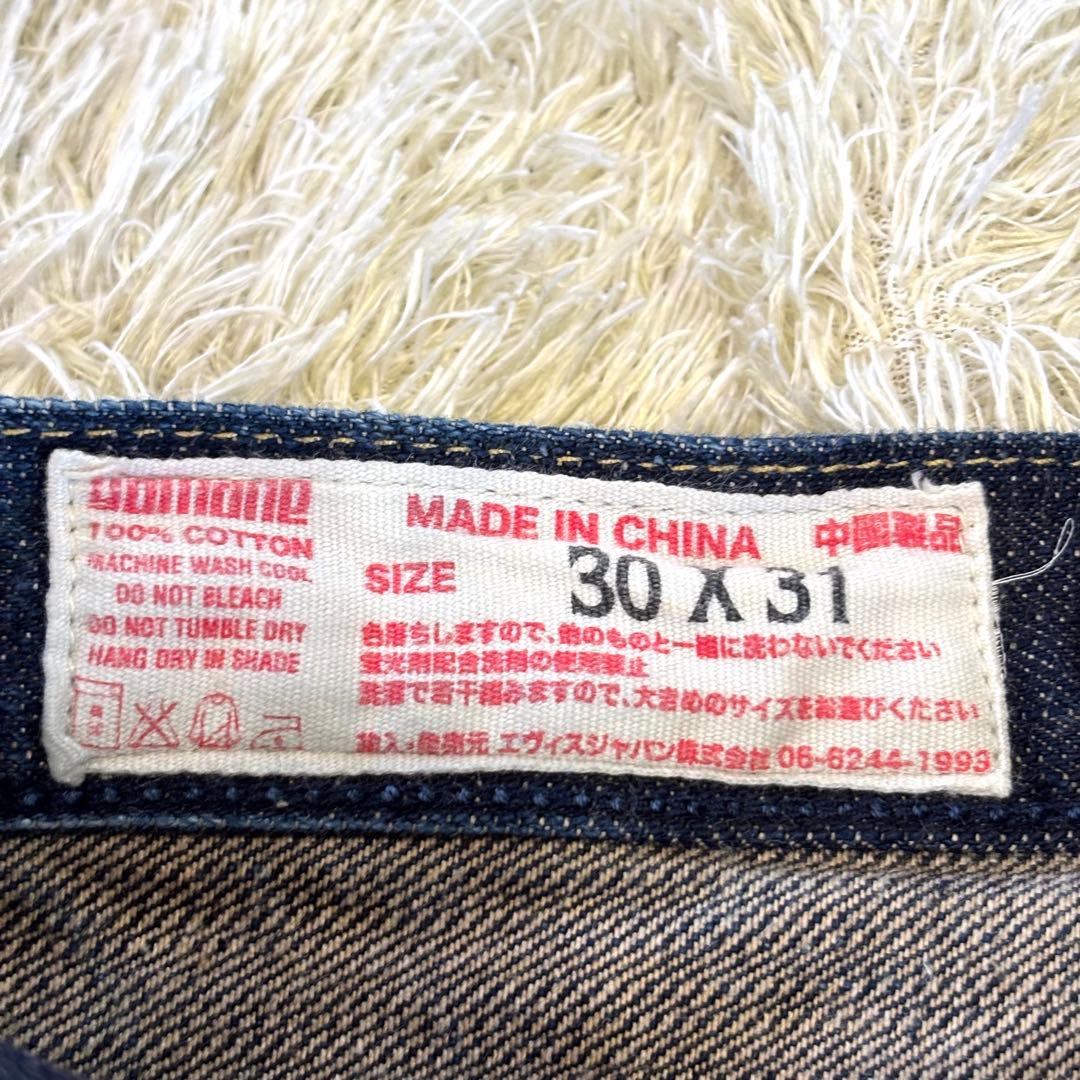 yamane
100% COTTON
MACHINE WASH COOL
DO NOT BLEACH
DO NOT TUMBLE DRY
HANG DRY IN SHADE
MADE IN CHINA 中國製品
SIZE 30 X 31
色落ちしますので、他のものと一緒に洗わないでください
蛍光剤配合洗剤の使用禁止
洗濯で若干縮みますので、大きめのサイズをお選びください
輸入・発売元 エヴィスジャパン株式会社 06-6244-1993